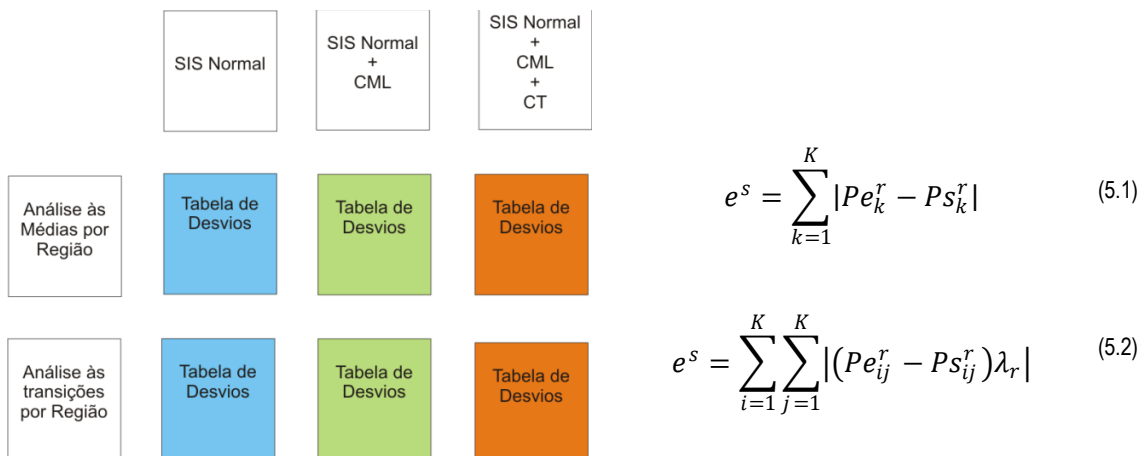 SIS Normal
SIS Normal
+
CML
SIS Normal
+
CML
+
CT
Análise às
Médias por
Região
Tabela de
Desvios
Tabela de
Desvios
Tabela de
Desvios
Análise às
transições
por Região
Tabela de
Desvios
Tabela de
Desvios
Tabela de
Desvios
$e^s = \sum_{k=1}^{K} |Pe_k^r - Ps_k^r|$ (5.1)
$e^s = \sum_{i=1}^{K} \sum_{j=1}^{K} |(Pe_{ij}^r - Ps_{ij}^r)\lambda_r|$ (5.2)